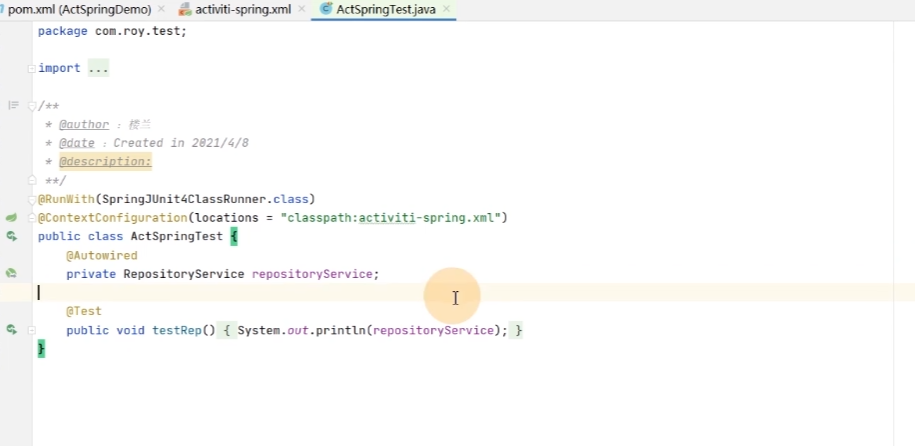 pom.xml (ActSpringDemo) × activiti-spring.xml × ActSpringTest.java ×
package com.roy.test;
import ...
/**
* @author : 楼兰
* @date : Created in 2021/4/8
* @description:
**/
@RunWith(SpringJUnit4ClassRunner.class)
@ContextConfiguration(locations = "classpath:activiti-spring.xml")
public class ActSpringTest {
@Autowired
private RepositoryService repositoryService;
@Test
public void testRep() { System.out.println(repositoryService); }
}